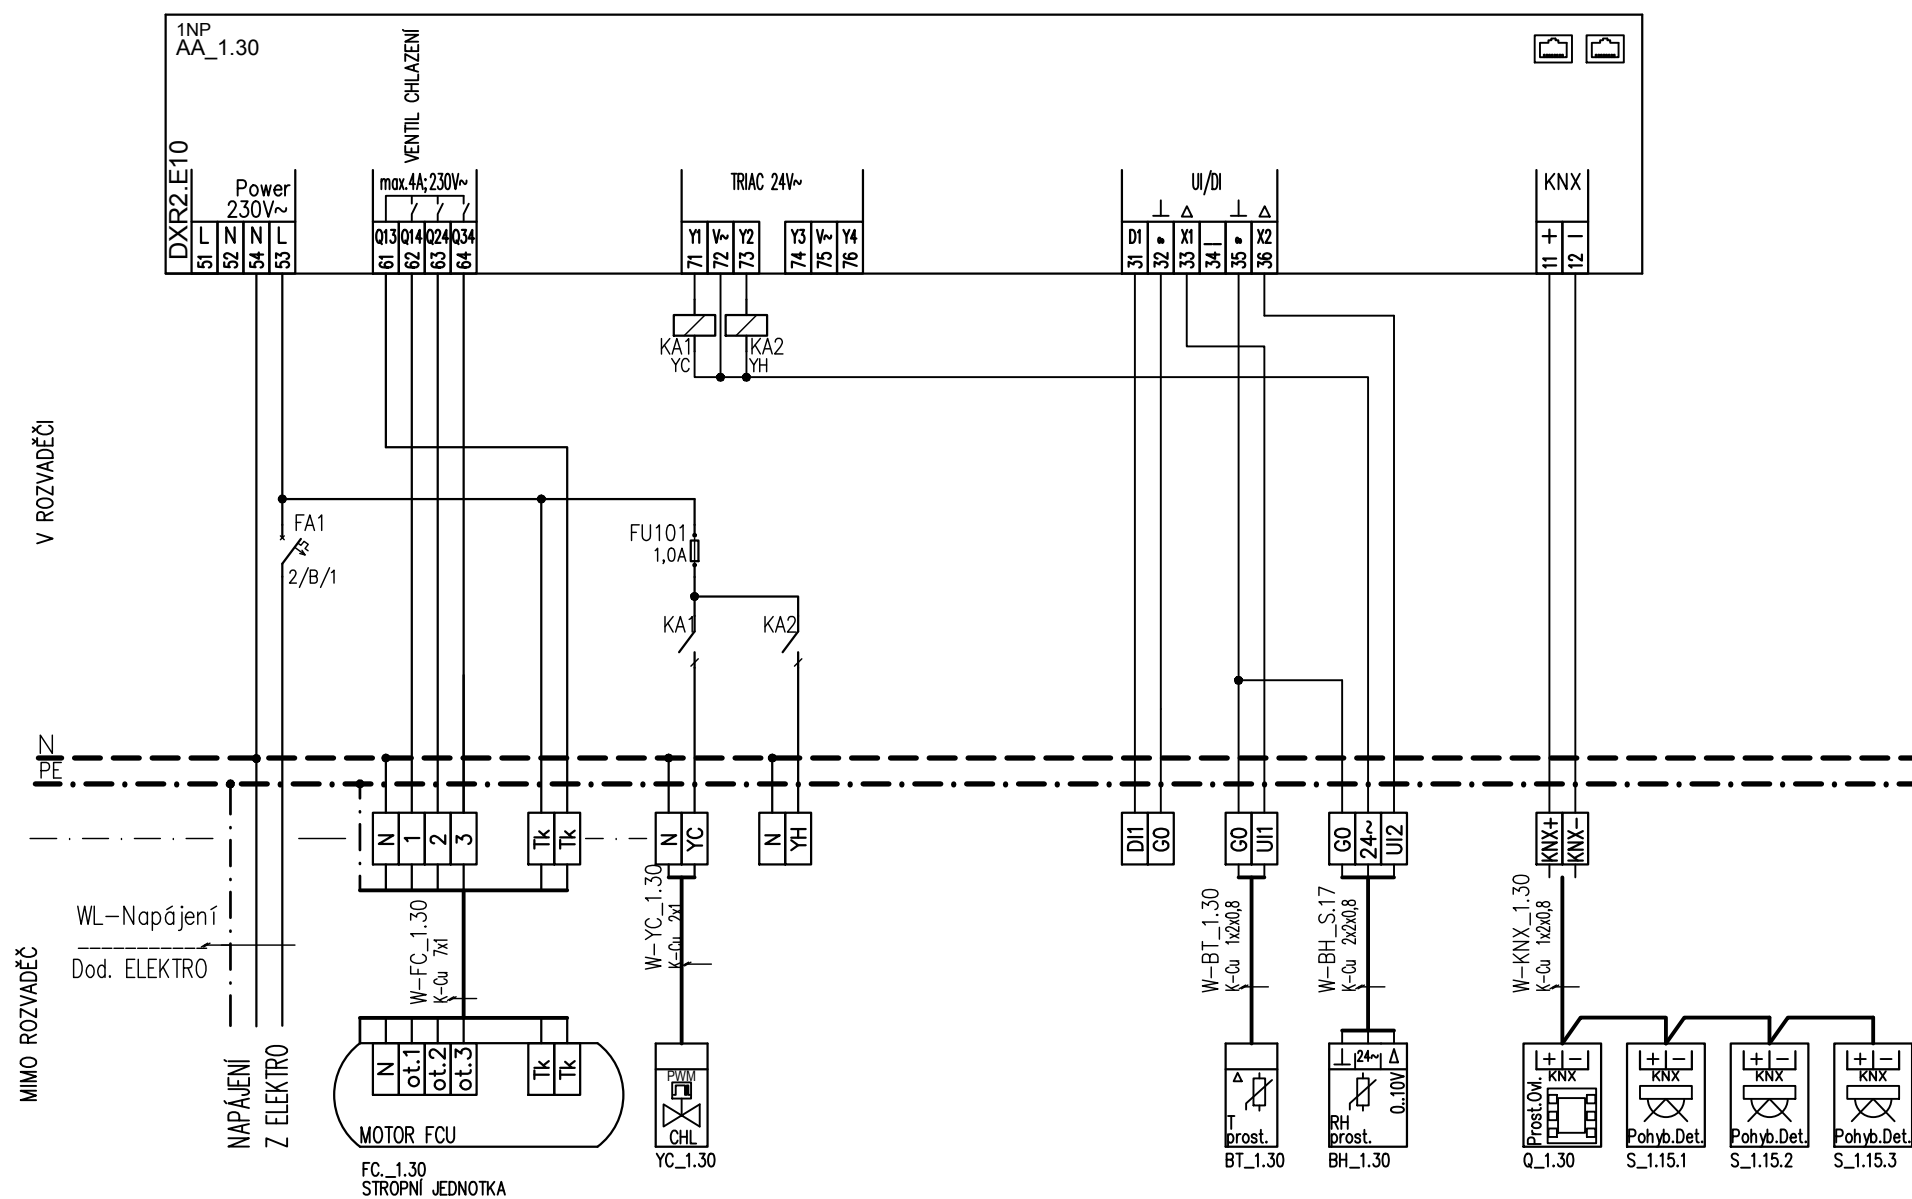 1NP
AA_1.30
VENTIL CHLAZENÍ
DXR2.E10
Power
230V~
max.4A;230V~
TRIAC 24V~
UI/DI
KNX
L N N L
51 52 54 53
Q13 Q14 Q24 Q34
61 62 63 64
Y1 V~ Y2
71 72 73
Y3 V~ Y4
74 75 76
D1 X1 X2
31 32 33 34 35 36
+ −
11 12
KA1
YC
KA2
YH
V ROZVADĚČI
FA1
2/B/1
FU101
1,0A
KA1
KA2
N
PE
N 1 2 3
Tk Tk
N YC
N YH
DI1 G0
G0 UI1
G0 24~ UI2
KNX+ KNX-
MIMO ROZVADĚČ
WL-Napájení
Dod. ELEKTRO
W-FC_1.30
K-Cu 7x1
W-YC_1.30
K-Cu 2x1
W-BT_1.30
K-Cu 1x2x0,8
W-BH_S.17
K-Cu 2x2x0,8
W-KNX_1.30
K-Cu 1x2x0,8
NAPÁJENÍ
Z ELEKTRO
N ot.1 ot.2 ot.3
Tk Tk
MOTOR FCU
FC._1.30
STROPNÍ JEDNOTKA
PWM
CHL
YC_1.30
T
prost.
BT_1.30
24~
0..10V
RH
prost.
BH_1.30
+ −
KNX
Prost.Ovl.
Q_1.30
+ −
KNX
Pohyb.Det.
S_1.15.1
+ −
KNX
Pohyb.Det.
S_1.15.2
+ −
KNX
Pohyb.Det.
S_1.15.3